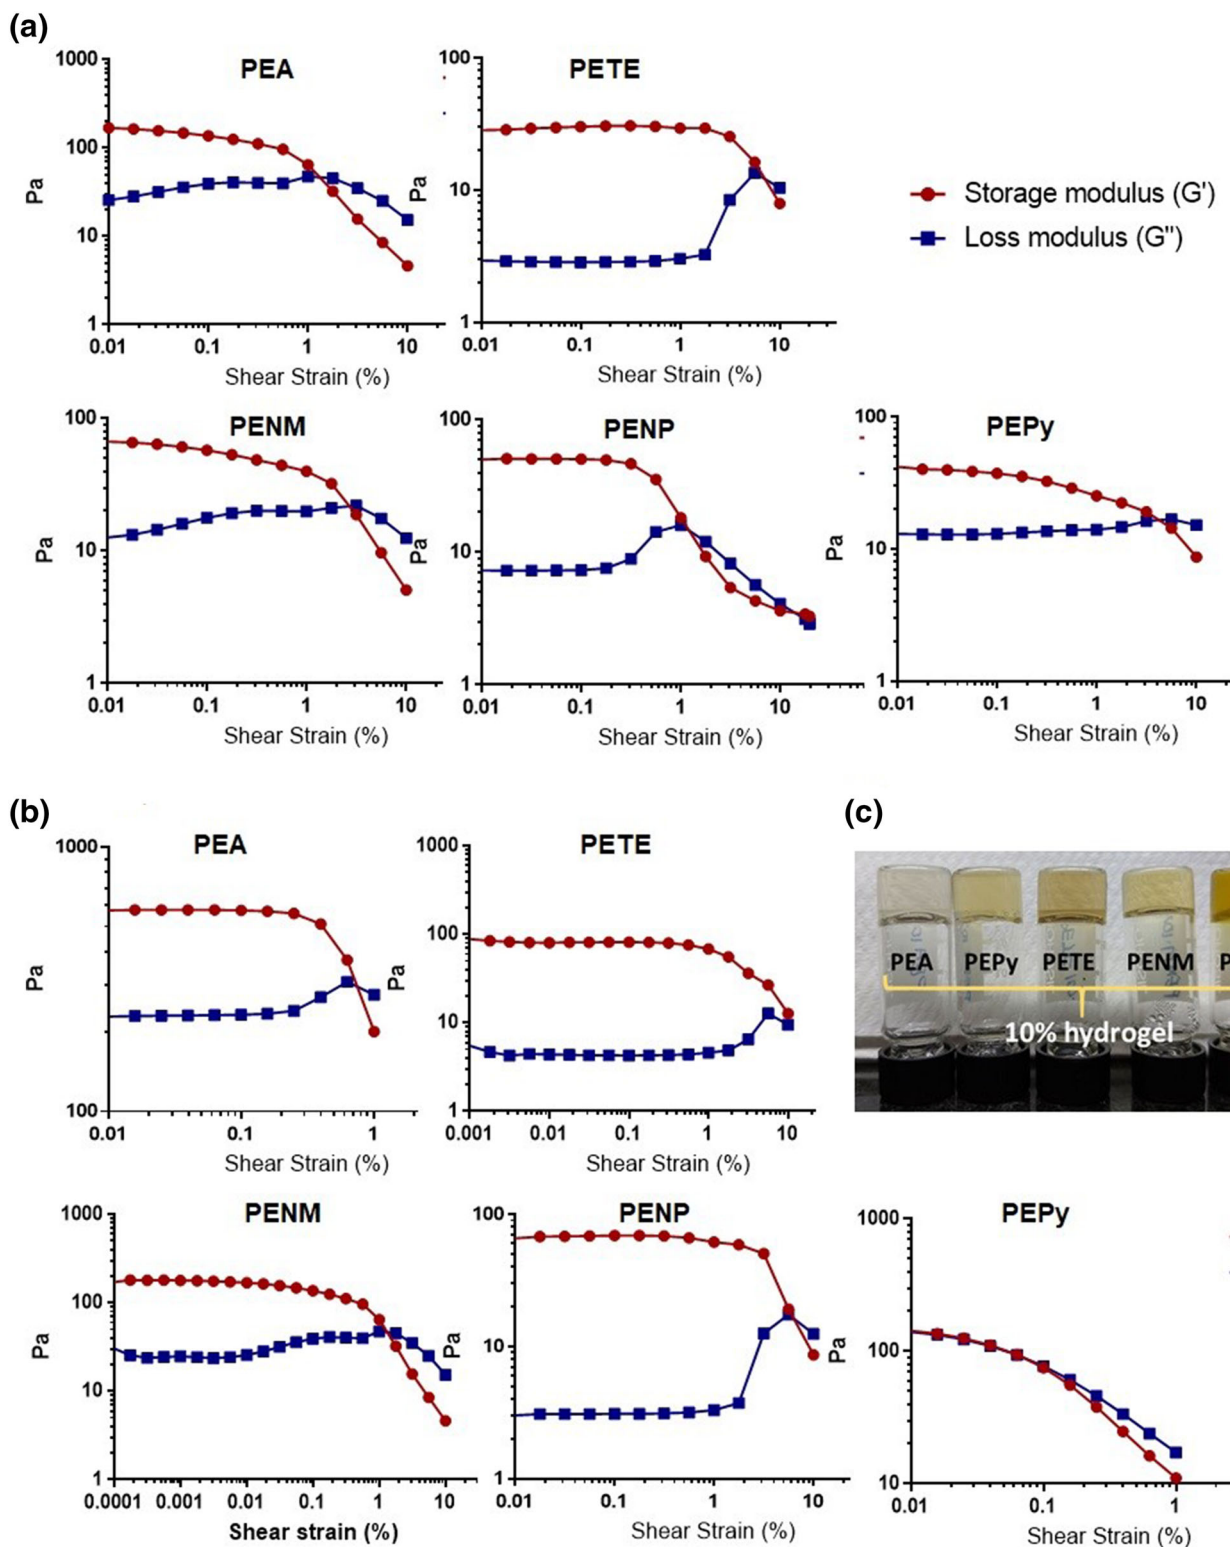 (a)
PEA
1000
100
10
1
Pa
0.01 0.1 1 10
Shear Strain (%)
PETE
100
10
1
Pa
0.01 0.1 1 10
Shear Strain (%)
Storage modulus (G')
Loss modulus (G")
PENM
100
10
1
Pa
0.01 0.1 1 10
Shear Strain (%)
PENP
100
10
1
Pa
0.01 0.1 1 10
Shear Strain (%)
PEPy
100
10
1
Pa
0.01 0.1 1 10
Shear Strain (%)
(b)
PEA
1000
100
0.01 0.1 1
Shear Strain (%)
PETE
1000
100
10
1
Pa
0.001 0.01 0.1 1 10
Shear Strain (%)
(c)
PEA PEPy PETE PENM P
10% hydrogel
PENM
1000
100
10
1
Pa
0.0001 0.001 0.01 0.1 1 10
Shear strain (%)
PENP
100
10
1
Pa
0.01 0.1 1 10
Shear Strain (%)
PEPy
1000
100
10
Pa
0.01 0.1 1
Shear Strain (%)